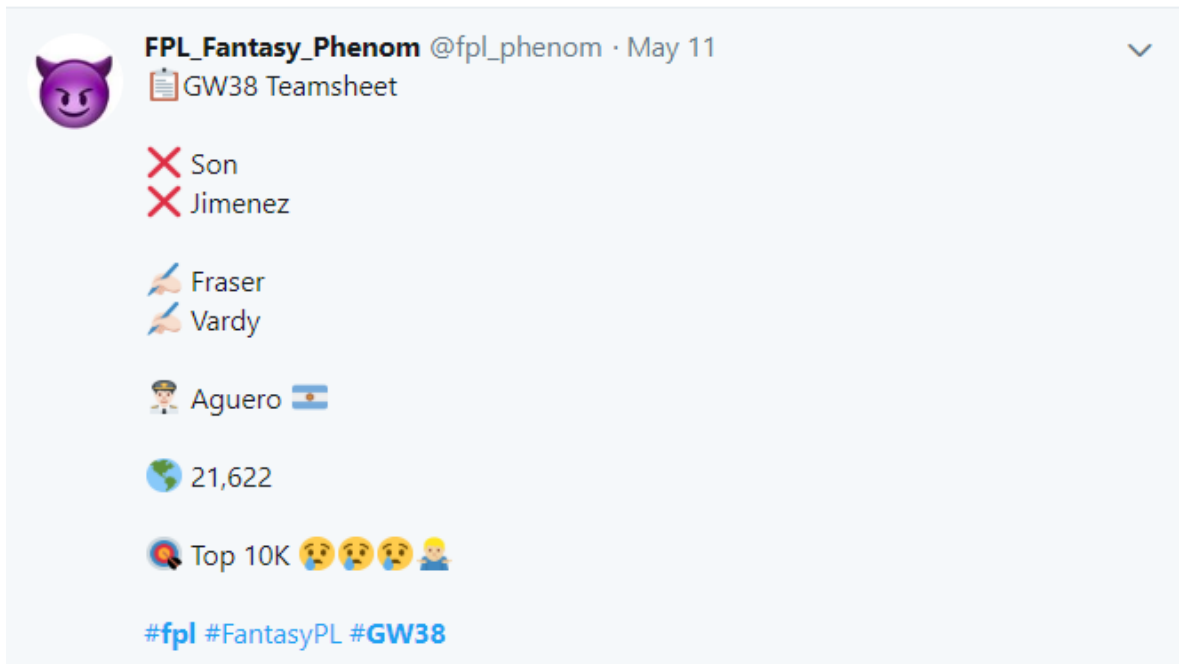 FPL_Fantasy_Phenom @fpl_phenom · May 11
📋GW38 Teamsheet
❌ Son
❌ Jimenez
✍🏻 Fraser
✍🏻 Vardy
👨🏻‍✈️ Aguero 🇦🇷
🌎 21,622
🎯 Top 10K 😢😢😢🤷🏼‍♂️
#fpl #FantasyPL #GW38